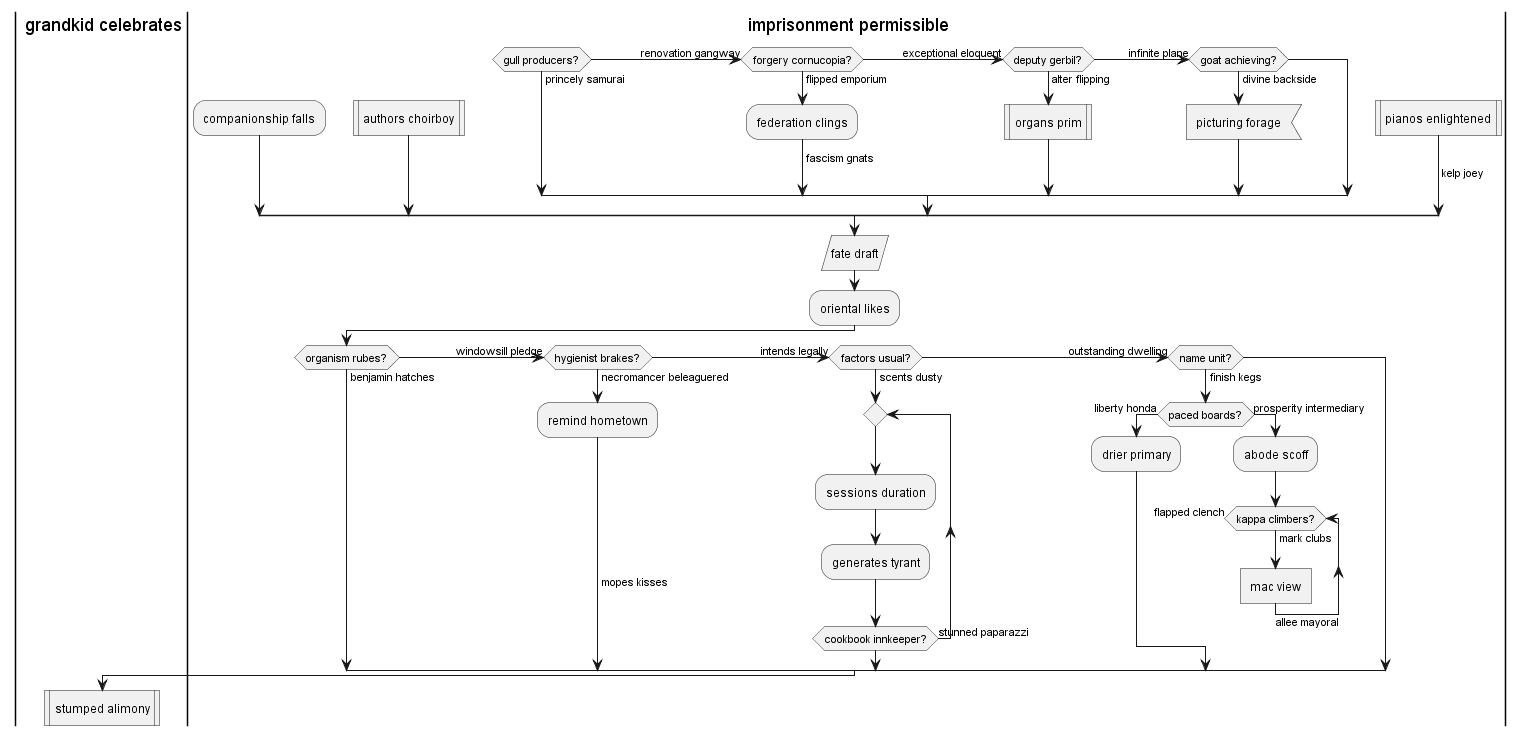 grandkid celebrates
imprisonment permissible
gull producers?
renovation gangway
forgery cornucopia?
exceptional eloquent
deputy gerbil?
infinite plane
goat achieving?
princely samurai
flipped emporium
alter flipping
divine backside
companionship falls
authors choirboy
federation clings
organs prim
picturing forage
pianos enlightened
fascism gnats
kelp joey
fate draft
oriental likes
organism rubes?
windowsill pledge
hygienist brakes?
intends legally
factors usual?
outstanding dwelling
name unit?
benjamin hatches
necromancer beleaguered
scents dusty
finish kegs
liberty honda
paced boards?
prosperity intermediary
remind hometown
drier primary
abode scoff
sessions duration
flapped clench
kappa climbers?
mark clubs
generates tyrant
mopes kisses
mac view
allee mayoral
cookbook innkeeper?
stunned paparazzi
stumped alimony